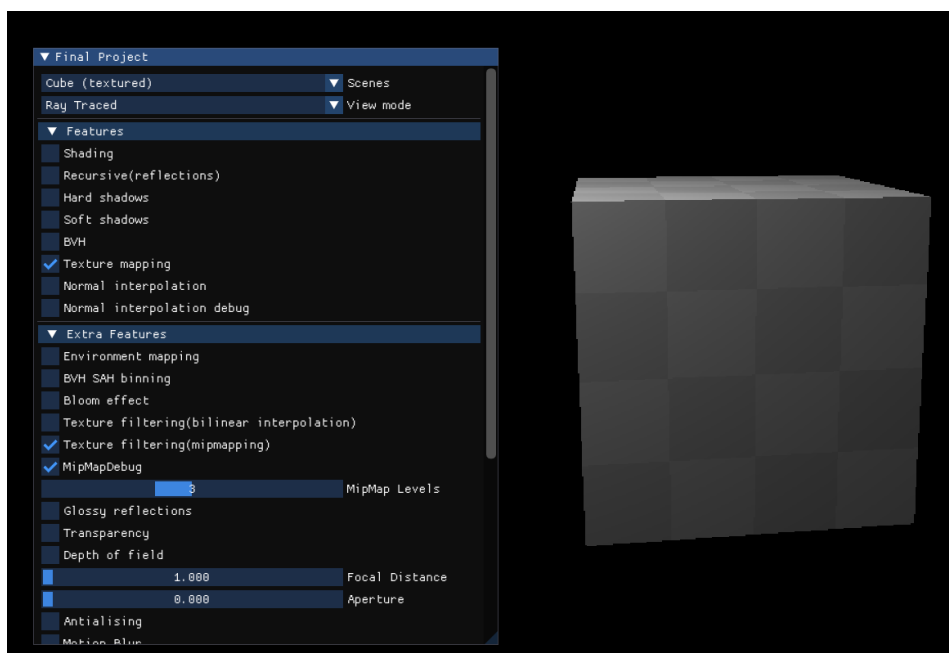 Final Project
Cube (textured) Scenes
Ray Traced View mode
Features
Shading
Recursive(reflections)
Hard shadows
Soft shadows
BVH
Texture mapping
Normal interpolation
Normal interpolation debug
Extra Features
Environment mapping
BVH SAH binning
Bloom effect
Texture filtering(bilinear interpolation)
Texture filtering(mipmapping)
MipMapDebug
3 MipMap Levels
Glossy reflections
Transparency
Depth of field
1.000 Focal Distance
0.000 Aperture
Antialising
Motion Blur